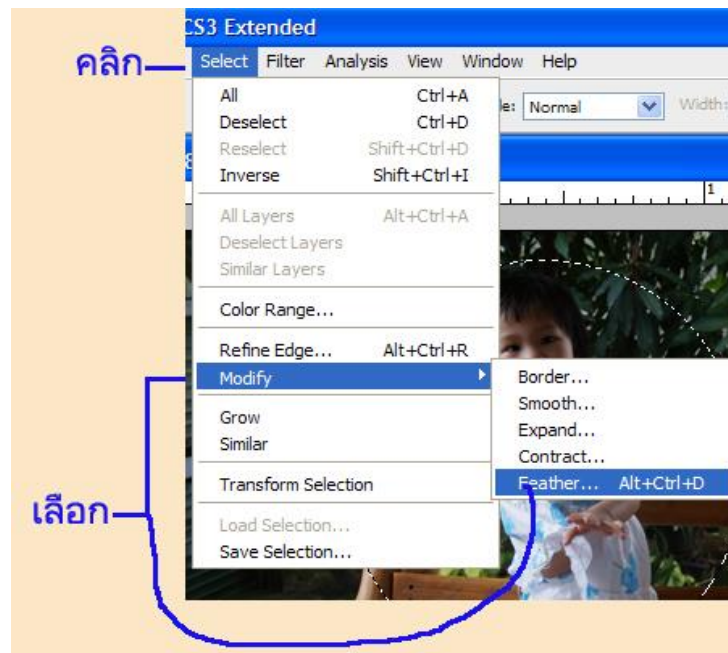 CS3 Extended
คลิก
Select Filter Analysis View Window Help
All Ctrl+A
Normal
Width:
Deselect Ctrl+D
Reselect Shift+Ctrl+D
Inverse Shift+Ctrl+I
1
All Layers Alt+Ctrl+A
Deselect Layers
Similar Layers
Color Range...
Refine Edge... Alt+Ctrl+R
Modify
Border...
Smooth...
Expand...
Contract...
Feather... Alt+Ctrl+D
Grow
Similar
Transform Selection
เลือก
Load Selection...
Save Selection...